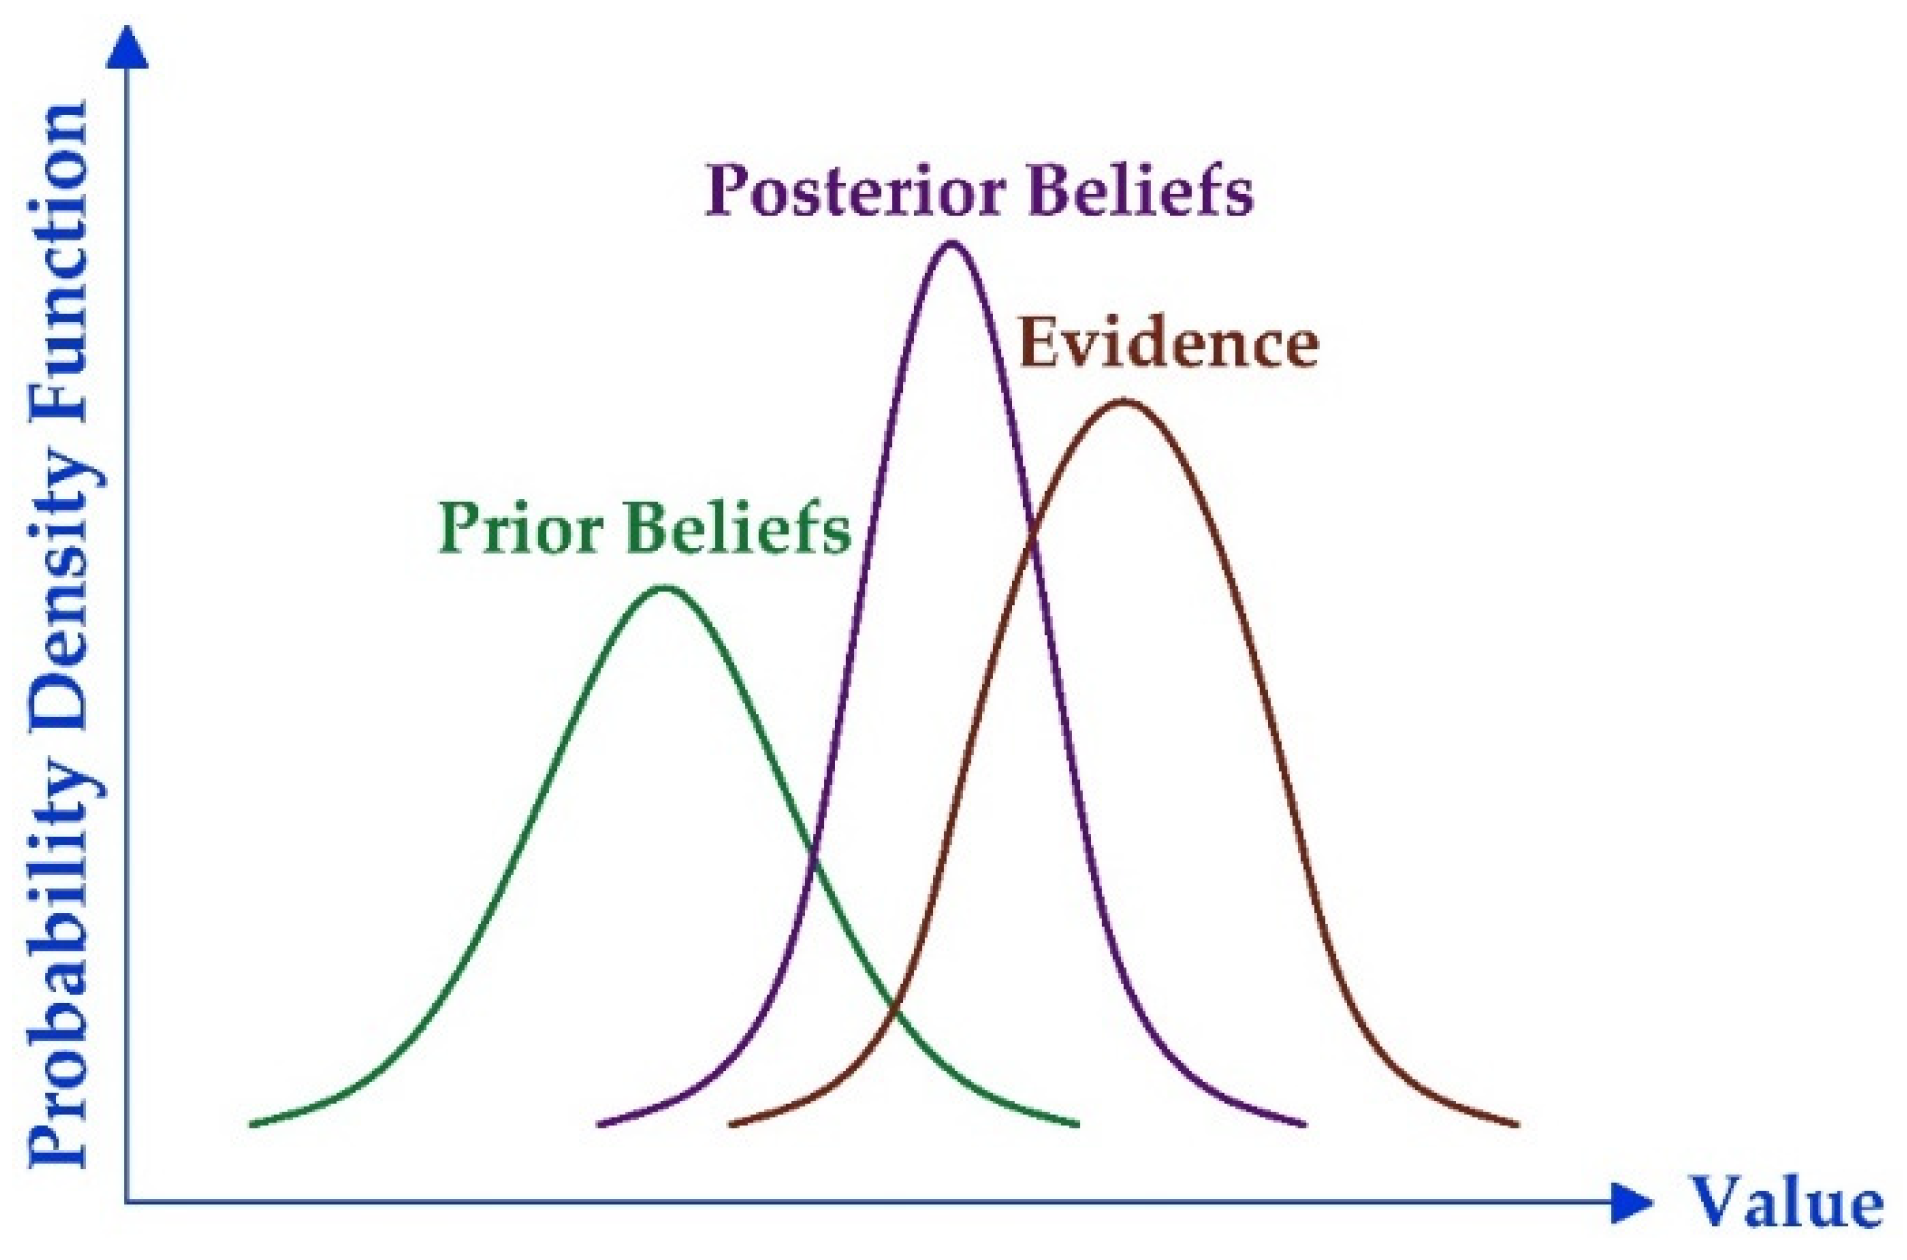 Probability Density Function
Posterior Beliefs
Evidence
Prior Beliefs
Value